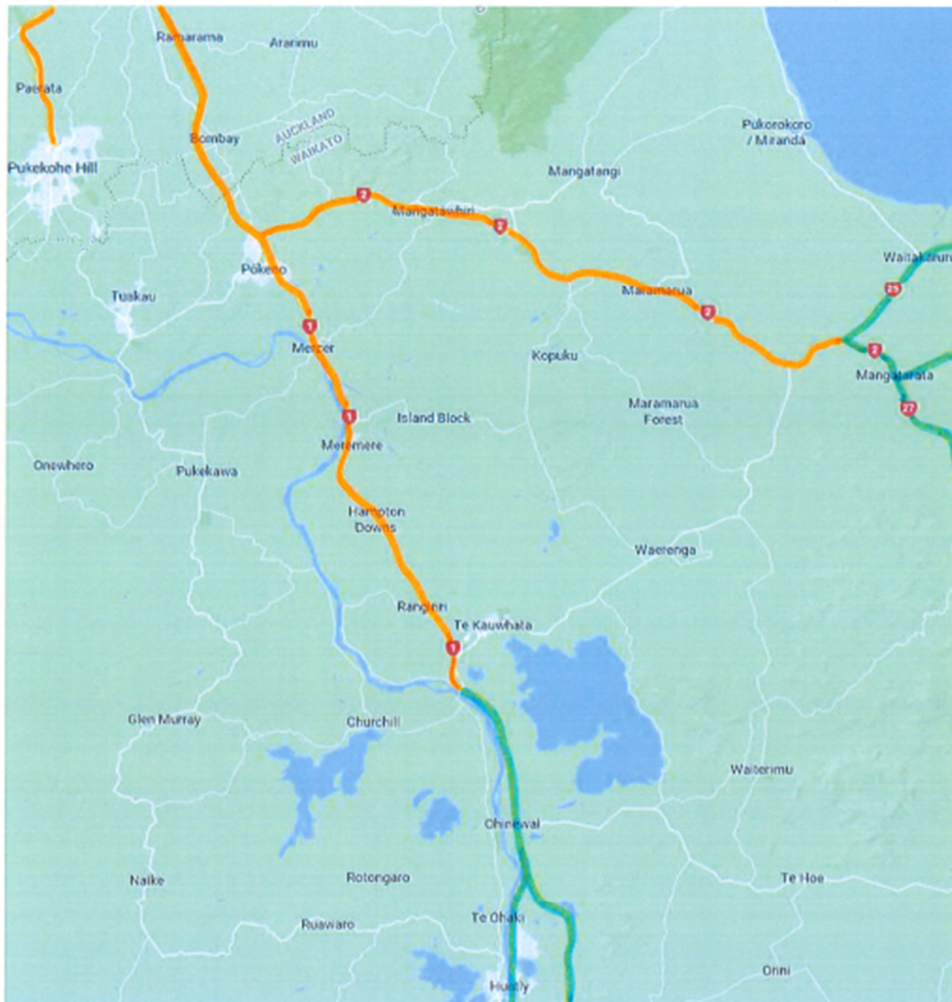 Ramarama
Ararimu
Paerata
Bombay
AUCKLAND
WAIKATO
Pukorokoro
/ Miranda
Pukekohe Hill
Mangatangi
2
Mangatawhiri
2
Waitakaruru
Pōkeno
25
Tuakau
Maramarua
2
1
Mercer
2
Kopuku
Mangatarata
Maramarua
Forest
27
1
Island Block
Meremere
Onewhero
Pukekawa
Hampton
Downs
Waerenga
Rangiriri
Te Kauwhata
1
Glen Murray
Churchill
Waiterimu
Ohinewai
Naike
Rotongaro
Te Hoe
Te Ohaki
Ruawaro
Orini
Huntly